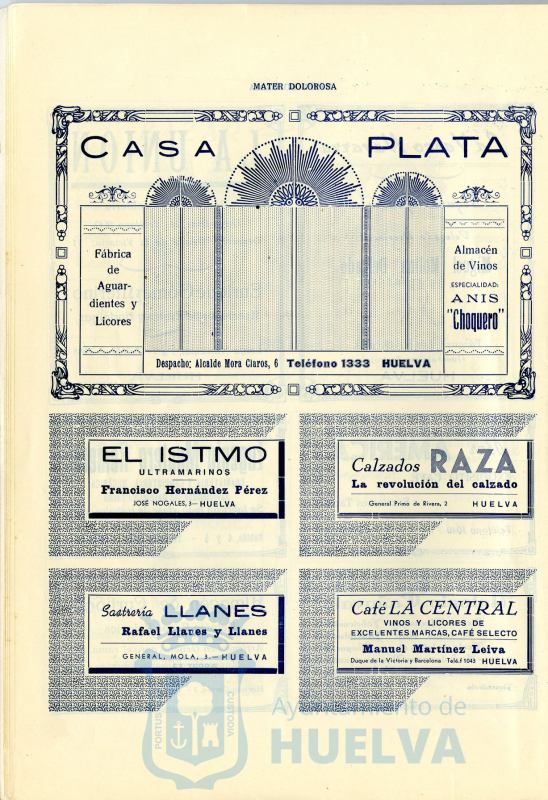 MATER DOLOROSA
CASA PLATA
Fábrica
de
Aguar-
dientes y
Licores
Almacén
de Vinos
ESPECIALIDAD:
ANIS
"Choquero"
Despacho: Alcalde Mora Claros, 6 Teléfono 1333 HUELVA
EL ISTMO
ULTRAMARINOS
Francisco Hernández Pérez
JOSÉ NOGALES, 3—HUELVA
Calzados RAZA
La revolución del calzado
General Primo de Rivera, 2 HUELVA
Sastrería LLANES
Rafael Llanes y Llanes
GENERAL, MOLA, 3.—HUELVA
Café LA CENTRAL
VINOS Y LICORES DE
EXCELENTES MARCAS, CAFÉ SELECTO
Manuel Martínez Leiva
Duque de la Victoria y Barcelona Teléf. 1043 HUELVA
PORTUS
CUSTODIA
Ayuntamiento de
HUELVA